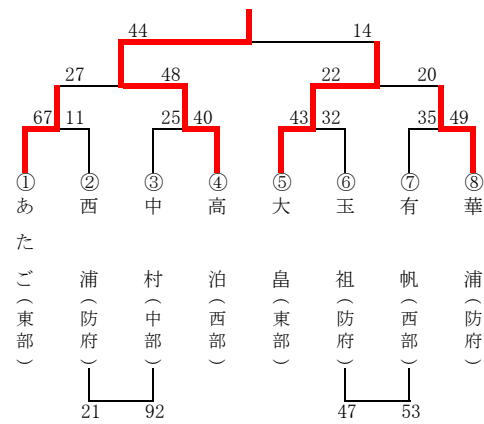 44 14
27 48 22 20
67 11 25 40 43 32 35 49
① ② ③ ④ ⑤ ⑥ ⑦ ⑧
あたご(東部)
西浦(防府)
中村(中部)
高泊(西部)
大畠(東部)
玉祖(防府)
有帆(西部)
華浦(防府)
21 92 47 53